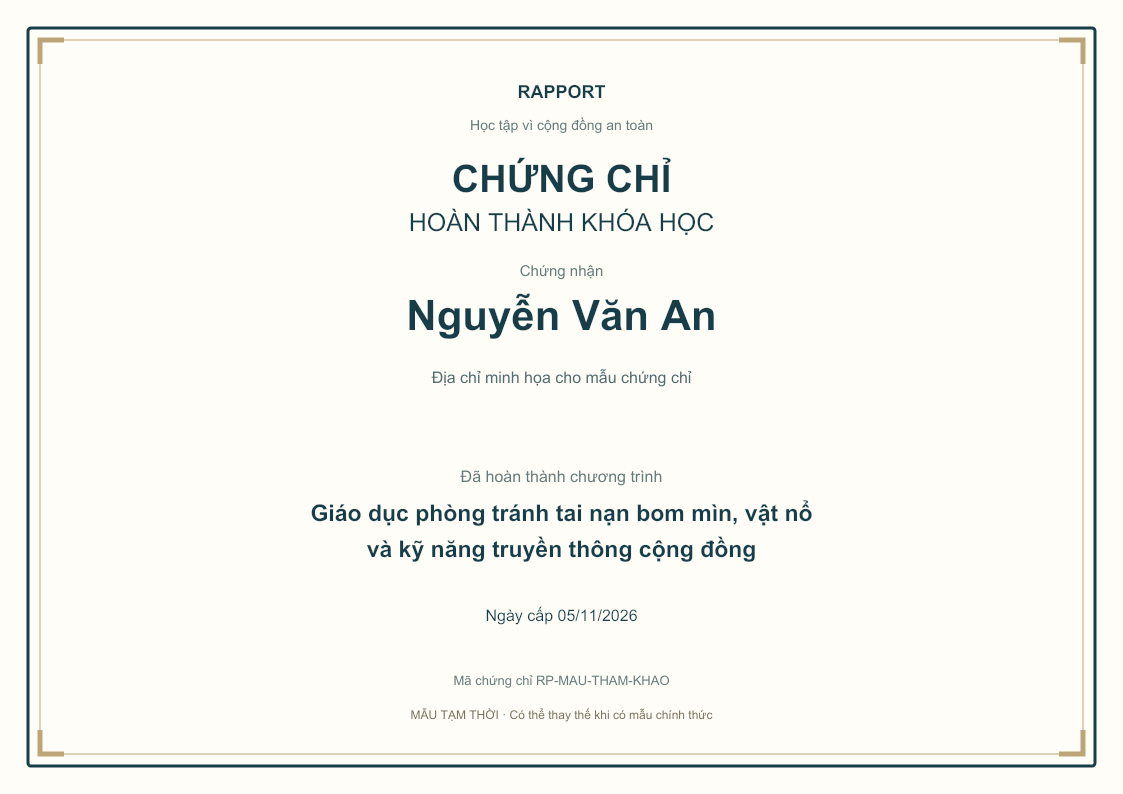 RAPPORT
Học tập vì cộng đồng an toàn
CHỨNG CHỈ
HOÀN THÀNH KHÓA HỌC
Chứng nhận
Nguyễn Văn An
Địa chỉ minh họa cho mẫu chứng chỉ
Đã hoàn thành chương trình
Giáo dục phòng tránh tai nạn bom mìn, vật nổ
và kỹ năng truyền thông cộng đồng
Ngày cấp 05/11/2026
Mã chứng chỉ RP-MAU-THAM-KHAO
MẪU TẠM THỜI · Có thể thay thế khi có mẫu chính thức